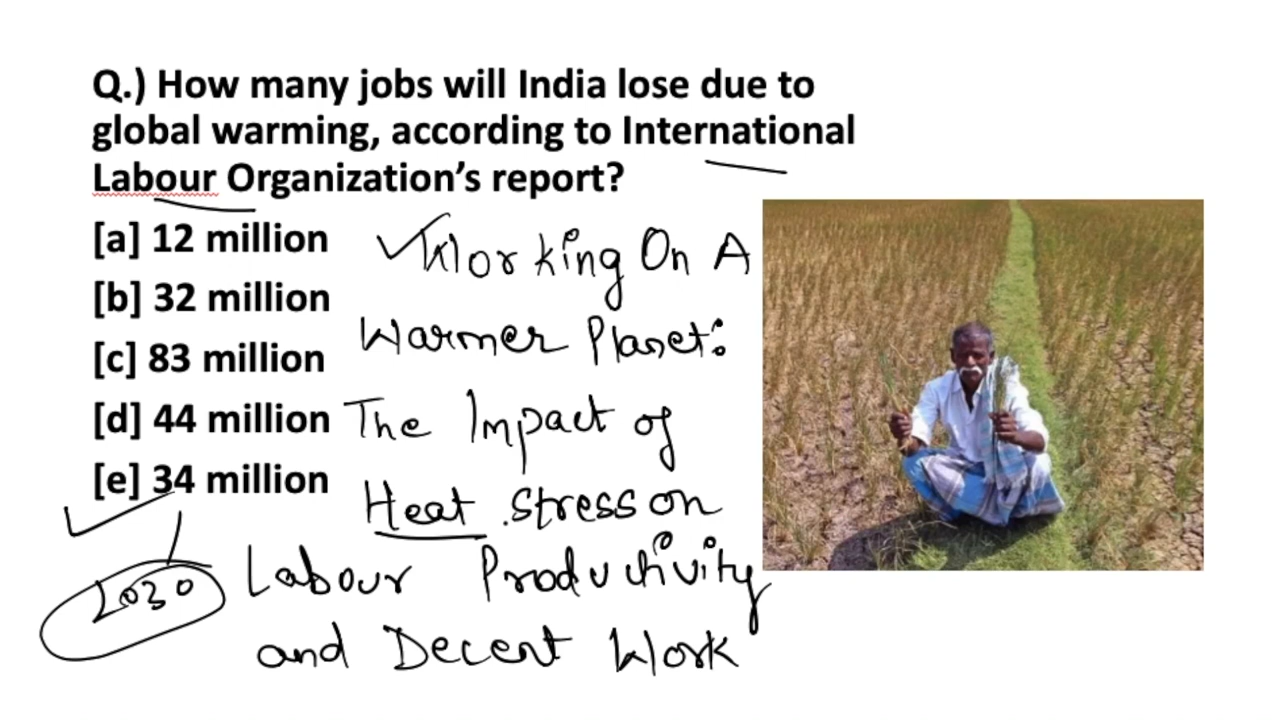 Q.) How many jobs will India lose due to
global warming, according to International
Labour Organization’s report?
[a] 12 million
[b] 32 million
[c] 83 million
[d] 44 million
[e] 34 million
Working On A
Warmer Planet:
The Impact of
Heat stress on
Labour Productivity
and Decent Work
2030